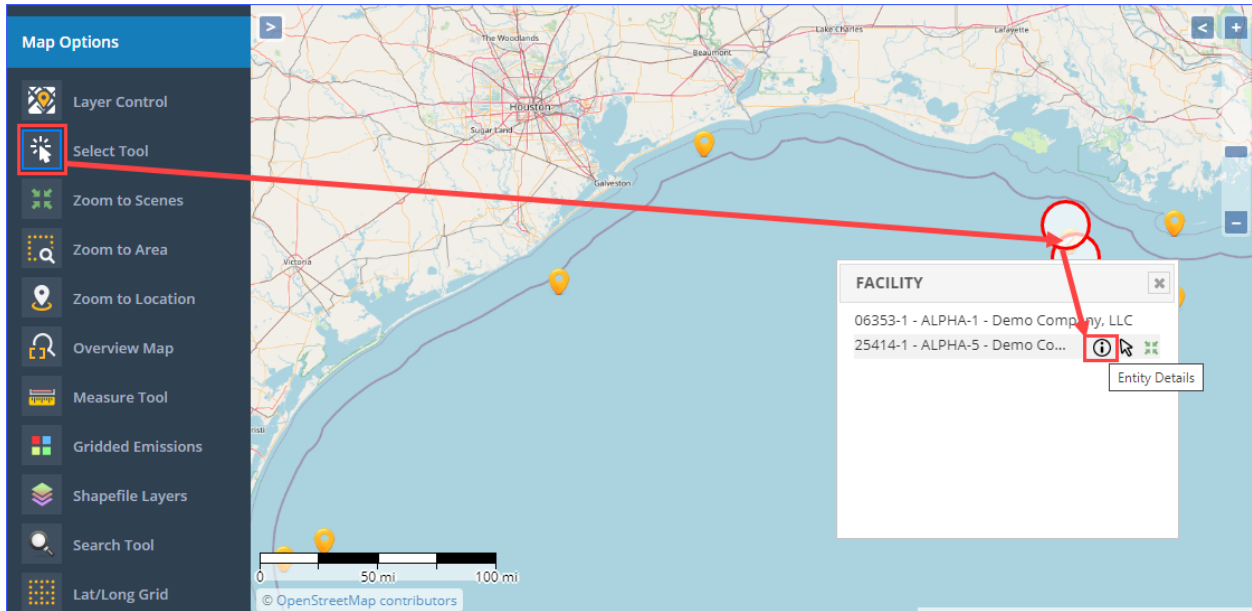 Map Options
Layer Control
Select Tool
Zoom to Scenes
Zoom to Area
Zoom to Location
Overview Map
Measure Tool
Gridded Emissions
Shapefile Layers
Search Tool
Lat/Long Grid
>
<
+
−
The Woodlands
Beaumont
Lake Charles
Lafayette
Houston
Sugar Land
Galveston
Victoria
risti
FACILITY
06353-1 - ALPHA-1 - Demo Company, LLC
25414-1 - ALPHA-5 - Demo Co...
Entity Details
0 50 mi 100 mi
© OpenStreetMap contributors